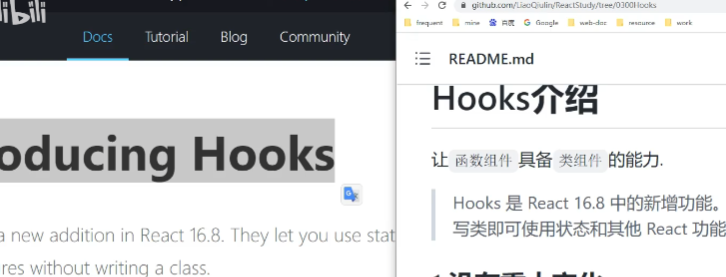 libili
Docs
Tutorial
Blog
Community
oducing Hooks
a new addition in React 16.8. They let you use stat
res without writing a class.
github.com/LiaoQiulin/ReactStudy/tree/0300Hooks
frequent
mine
百度
Google
web-doc
resource
work
README.md
Hooks介绍
让 函数组件 具备 类组件 的能力.
Hooks 是 React 16.8 中的新增功能。
写类即可使用状态和其他 React 功能